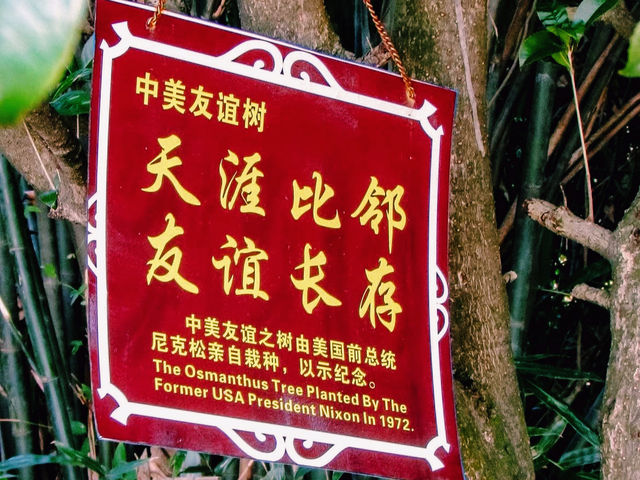 中美友谊树
天涯比邻
友谊长存
中美友谊之树由美国前总统
尼克松亲自栽种，以示纪念。
The Osmanthus Tree Planted By The
Former USA President Nixon In 1972.